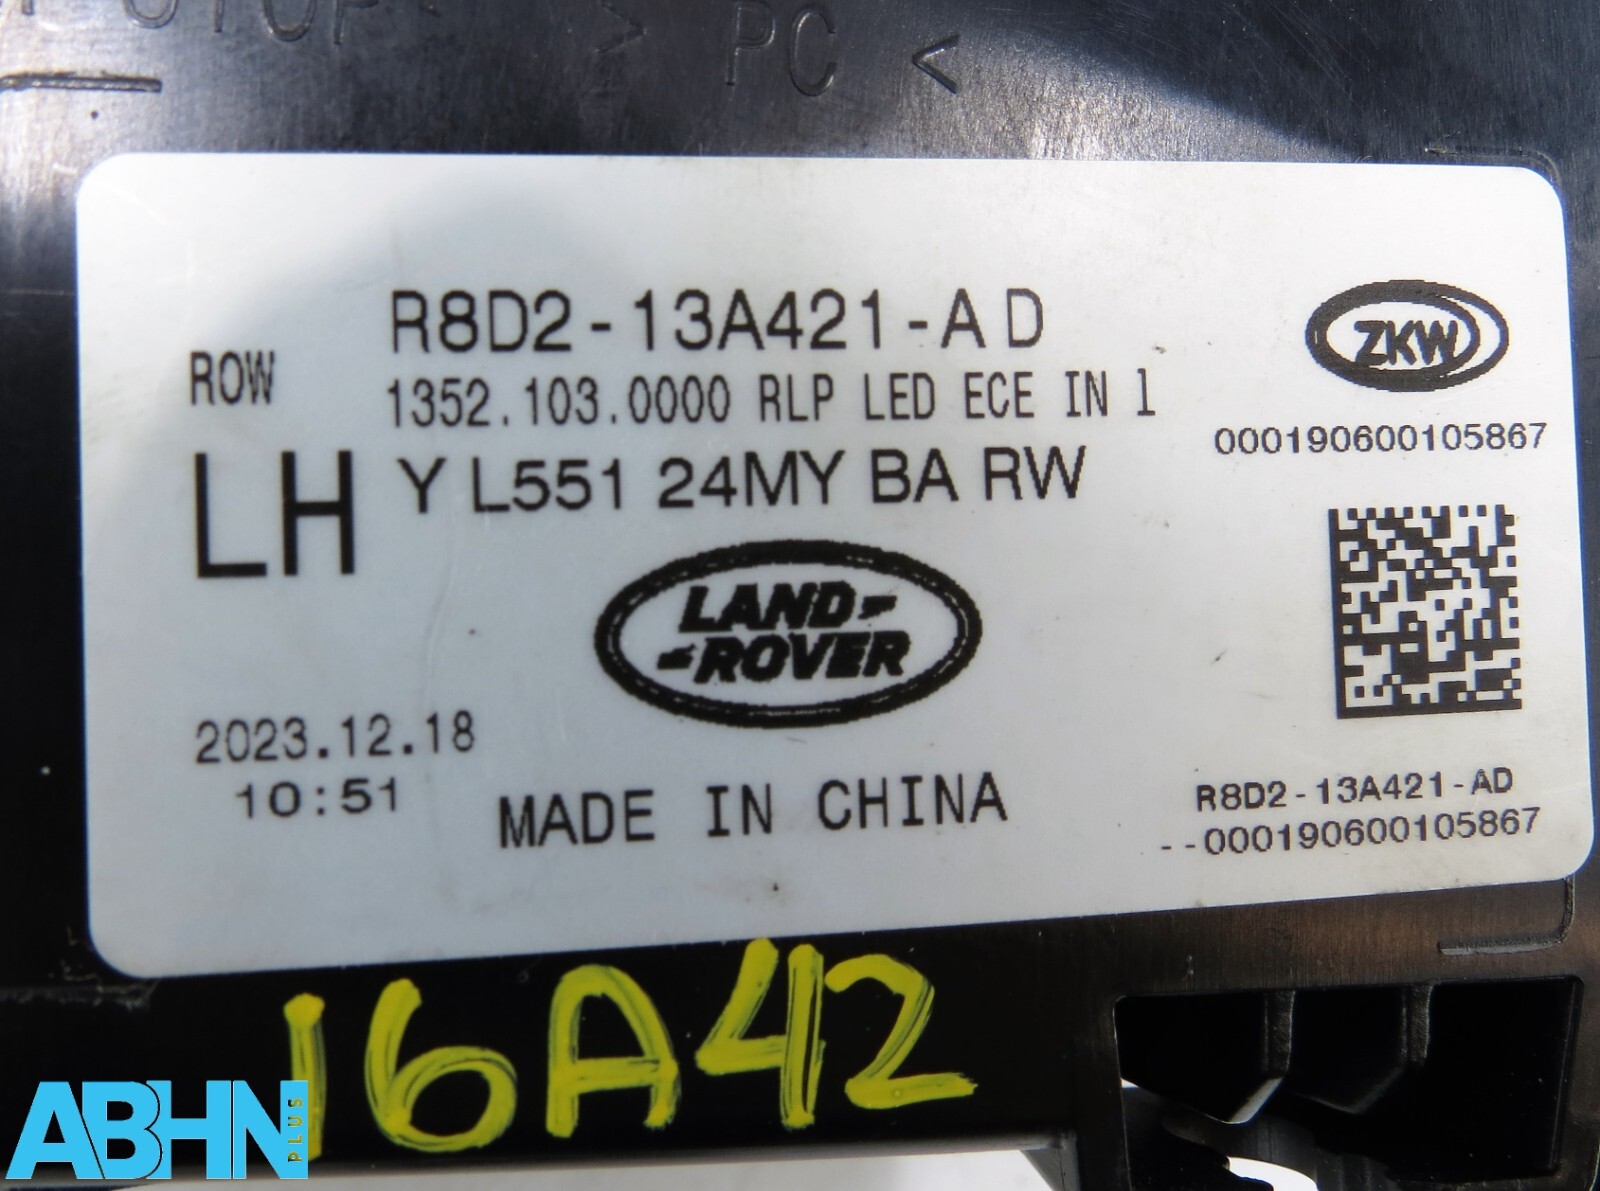 > PC <
R8D2-13A421-AD
ROW
1352.103.0000 RLP LED ECE IN 1
LH
Y L551 24MY BA RW
ZKW
000190600105867
LAND-
-ROVER
2023.12.18
10:51
MADE IN CHINA
R8D2-13A421-AD
--000190600105867
16A42
ABHN
PLUS